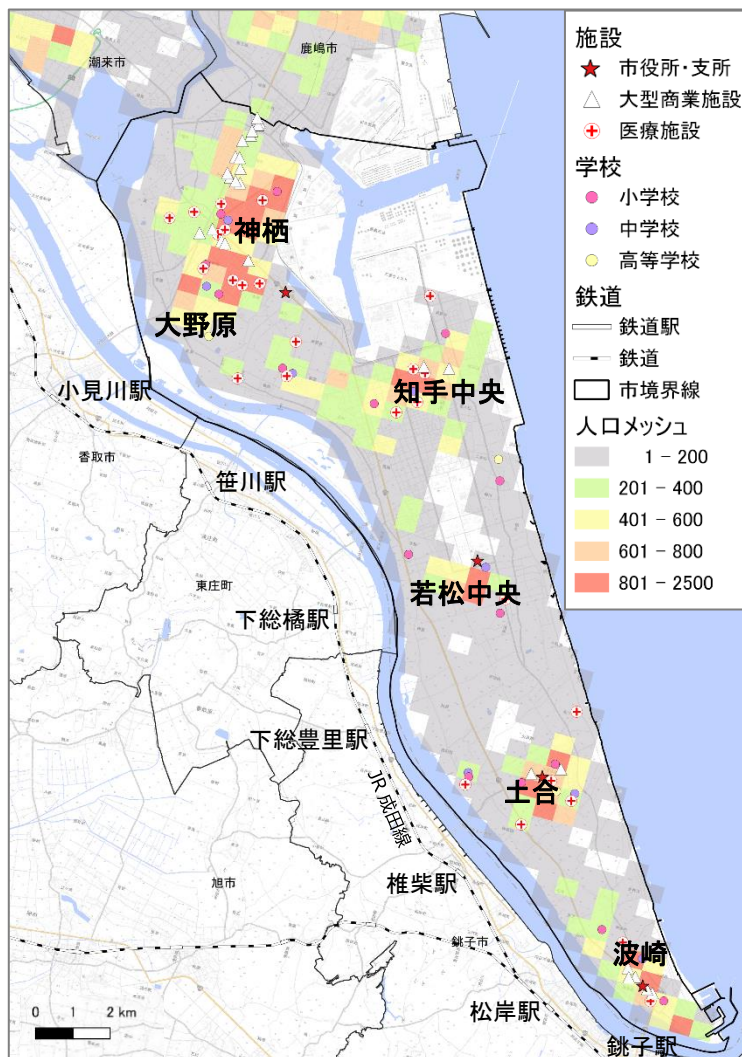 施設
市役所・支所
大型商業施設
医療施設
学校
小学校
中学校
高等学校
鉄道
鉄道駅
鉄道
市境界線
人口メッシュ
1 - 200
201 - 400
401 - 600
601 - 800
801 - 2500
鹿嶋市
潮来市
神栖
大野原
知手中央
小見川駅
香取市
笹川駅
東庄町
若松中央
下総橘駅
下総豊里駅
JR成田線
土合
椎柴駅
旭市
銚子市
波崎
松岸駅
銚子駅
0 1 2 km